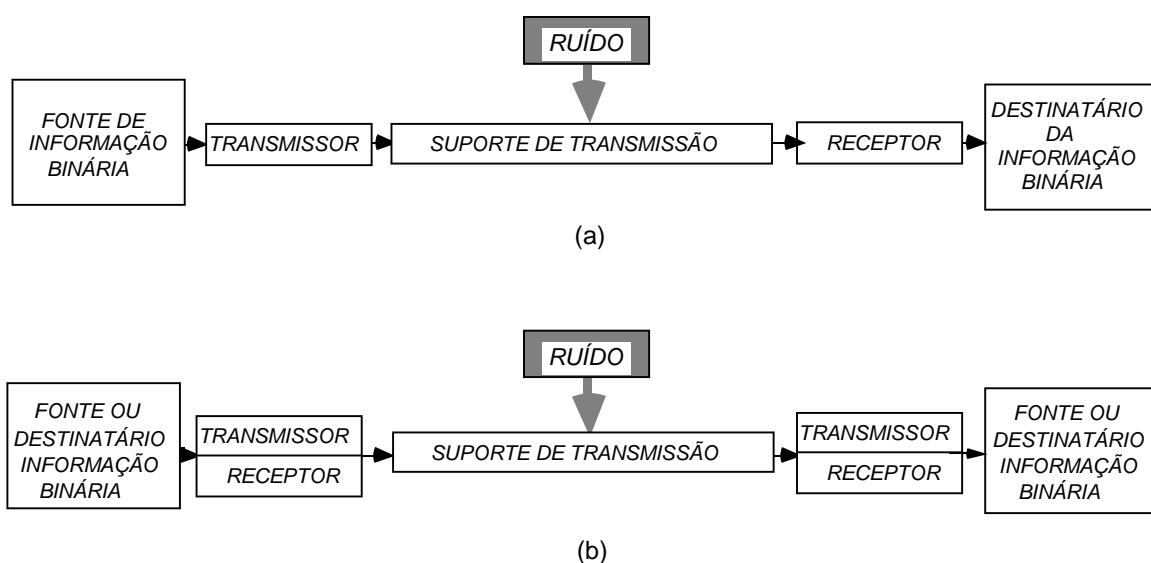 RUÍDO
FONTE DE
INFORMAÇÃO
BINÁRIA
TRANSMISSOR
SUPORTE DE TRANSMISSÃO
RECEPTOR
DESTINATÁRIO
DA
INFORMAÇÃO
BINÁRIA
(a)
RUÍDO
FONTE OU
DESTINATÁRIO
INFORMAÇÃO
BINÁRIA
TRANSMISSOR
RECEPTOR
SUPORTE DE TRANSMISSÃO
TRANSMISSOR
RECEPTOR
FONTE OU
DESTINATÁRIO
INFORMAÇÃO
BINÁRIA
(b)